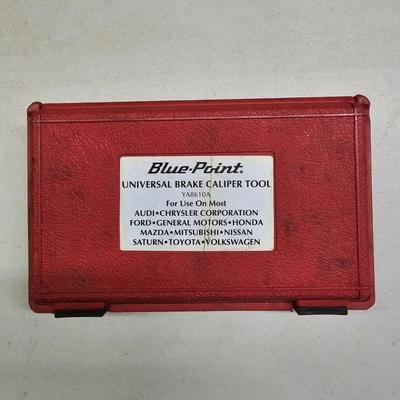 Blue-Point®
UNIVERSAL BRAKE CALIPER TOOL
YA8610A
For Use On Most
AUDI•CHRYSLER CORPORATION
FORD•GENERAL MOTORS•HONDA
MAZDA•MITSUBISHI•NISSAN
SATURN•TOYOTA•VOLKSWAGEN